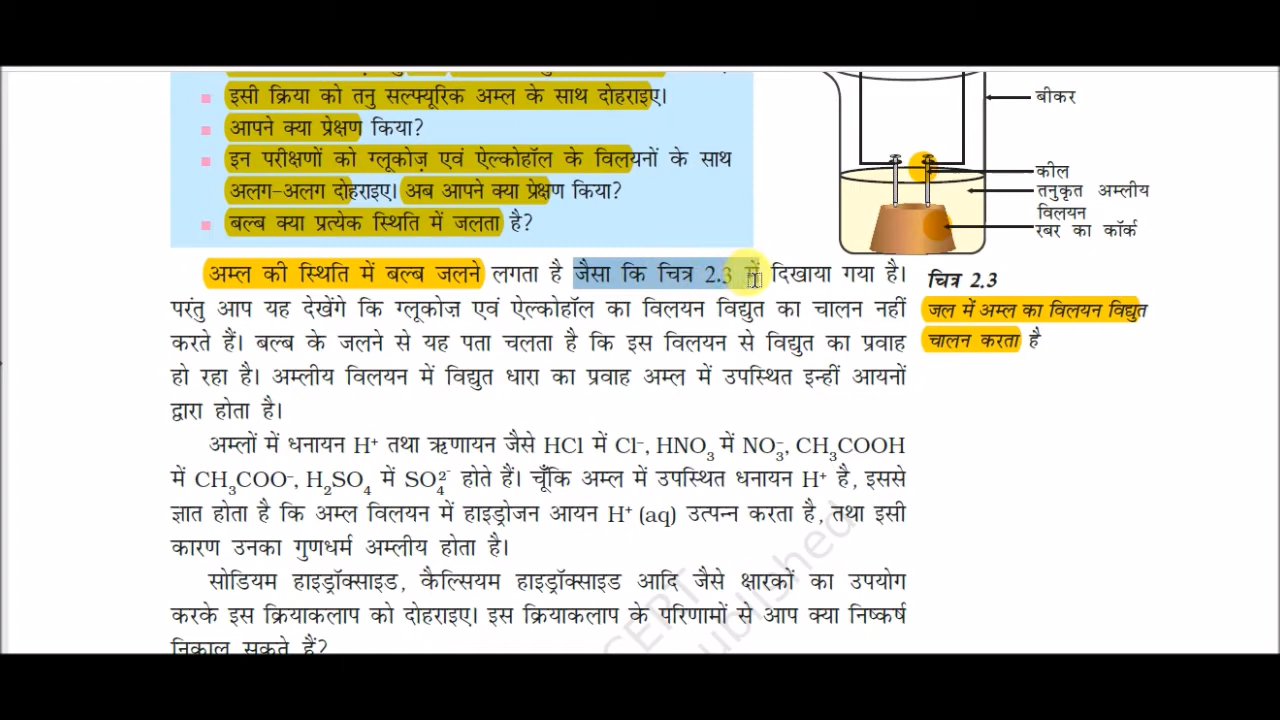 इसी क्रिया को तनु सल्फ्यूरिक अम्ल के साथ दोहराइए।
आपने क्या प्रेक्षण किया?
इन परीक्षणों को ग्लूकोज़ एवं ऐल्कोहॉल के विलयनों के साथ
अलग-अलग दोहराइए। अब आपने क्या प्रेक्षण किया?
बल्ब क्या प्रत्येक स्थिति में जलता है?
बीकर
कील
तनुकृत अम्लीय
विलयन
रबर का कॉर्क
चित्र 2.3
जल में अम्ल का विलयन विद्युत
चालन करता है
अम्ल की स्थिति में बल्ब जलने लगता है जैसा कि चित्र 2.3 में दिखाया गया है।
परंतु आप यह देखेंगे कि ग्लूकोज एवं ऐल्कोहॉल का विलयन विद्युत का चालन नहीं
करते हैं। बल्ब के जलने से यह पता चलता है कि इस विलयन से विद्युत का प्रवाह
हो रहा है। अम्लीय विलयन में विद्युत धारा का प्रवाह अम्ल में उपस्थित इन्हीं आयनों
द्वारा होता है।
अम्लों में धनायन H⁺ तथा ऋणायन जैसे HCl में Cl⁻, HNO₃ में NO₃⁻, CH₃COOH
में CH₃COO⁻, H₂SO₄ में SO₄²⁻ होते हैं। चूँकि अम्ल में उपस्थित धनायन H⁺ है, इससे
ज्ञात होता है कि अम्ल विलयन में हाइड्रोजन आयन H⁺ (aq) उत्पन्न करता है, तथा इसी
कारण उनका गुणधर्म अम्लीय होता है।
सोडियम हाइड्रॉक्साइड, कैल्सियम हाइड्रॉक्साइड आदि जैसे क्षारकों का उपयोग
करके इस क्रियाकलाप को दोहराइए। इस क्रियाकलाप के परिणामों से आप क्या निष्कर्ष
निकाल सकते हैं?